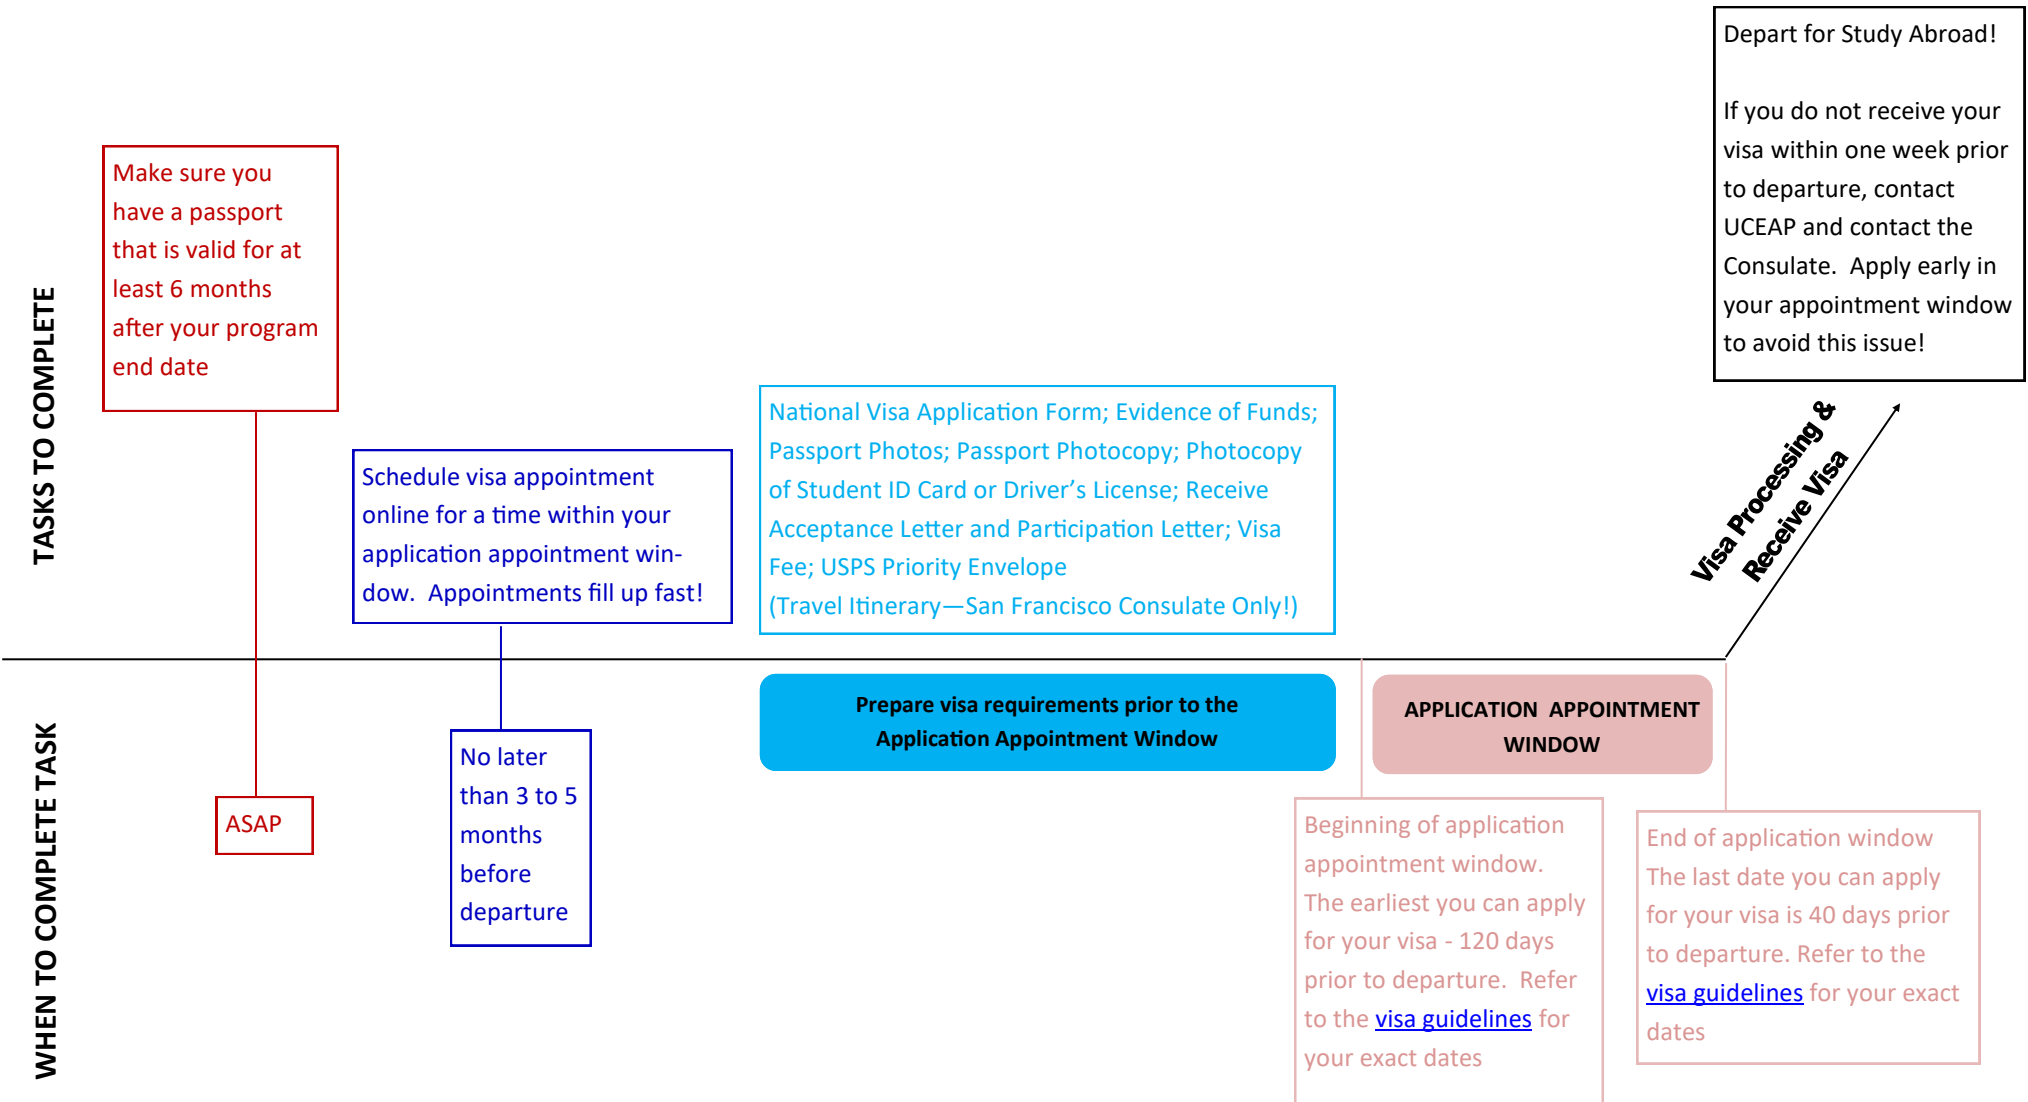 TASKS TO COMPLETE
Make sure you
have a passport
that is valid for at
least 6 months
after your program
end date
Schedule visa appointment
online for a time within your
application appointment win-
dow.  Appointments fill up fast!
National Visa Application Form; Evidence of Funds;
Passport Photos; Passport Photocopy; Photocopy
of Student ID Card or Driver’s License; Receive
Acceptance Letter and Participation Letter; Visa
Fee; USPS Priority Envelope
(Travel Itinerary—San Francisco Consulate Only!)
Depart for Study Abroad!
If you do not receive your
visa within one week prior
to departure, contact
UCEAP and contact the
Consulate.  Apply early in
your appointment window
to avoid this issue!
Visa Processing &
Receive Visa
WHEN TO COMPLETE TASK
ASAP
No later
than 3 to 5
months
before
departure
Prepare visa requirements prior to the
Application Appointment Window
APPLICATION  APPOINTMENT
WINDOW
Beginning of application
appointment window.
The earliest you can apply
for your visa - 120 days
prior to departure.  Refer
to the visa guidelines for
your exact dates
End of application window
The last date you can apply
for your visa is 40 days prior
to departure. Refer to the
visa guidelines for your exact
dates